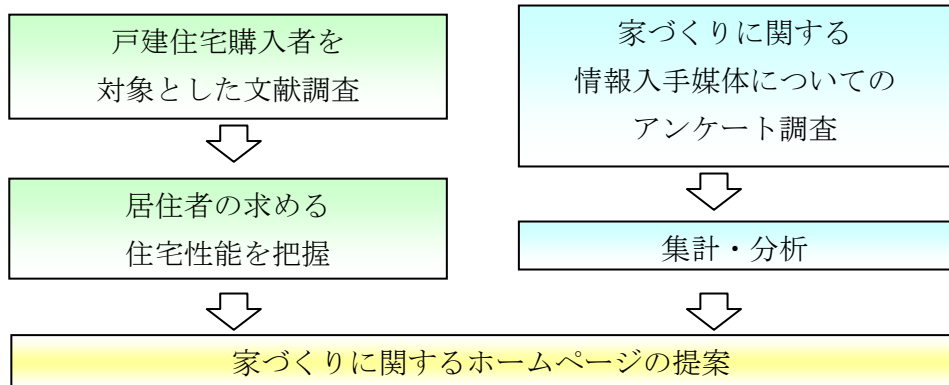 戸建住宅購入者を
対象とした文献調査
居住者の求める
住宅性能を把握
家づくりに関する
情報入手媒体についての
アンケート調査
集計・分析
家づくりに関するホームページの提案